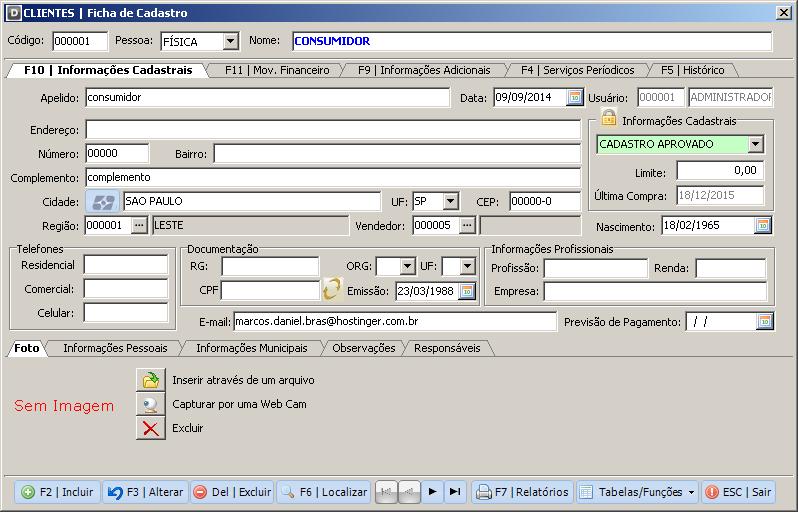 CLIENTES | Ficha de Cadastro
Código: 000001 Pessoa: FÍSICA Nome: CONSUMIDOR
F10 | Informações Cadastrais F11 | Mov. Financeiro F9 | Informações Adicionais F4 | Serviços Periódicos F5 | Histórico
Apelido: consumidor Data: 09/09/2014 Usuário: 000001 ADMINISTRADOR
Endereço: Informações Cadastrais
Número: 00000 Bairro: CADASTRO APROVADO
Complemento: complemento Limite: 0,00
Cidade: SAO PAULO UF: SP CEP: 00000-0 Última Compra: 18/12/2015
Região: 000001 ... LESTE Vendedor: 000005 ... Nascimento: 18/02/1965
Telefones Documentação Informações Profissionais
Residencial RG: ORG: UF: Profissão: Renda:
Comercial: CPF Emissão: 23/03/1988 Empresa:
Celular:
E-mail: marcos.daniel.bras@hostinger.com.br Previsão de Pagamento: / /
Foto Informações Pessoais Informações Municipais Observações Responsáveis
Sem Imagem
Inserir através de um arquivo
Capturar por uma Web Cam
Excluir
F2 | Incluir F3 | Alterar Del | Excluir F6 | Localizar F7 | Relatórios Tabelas/Funções ESC | Sair